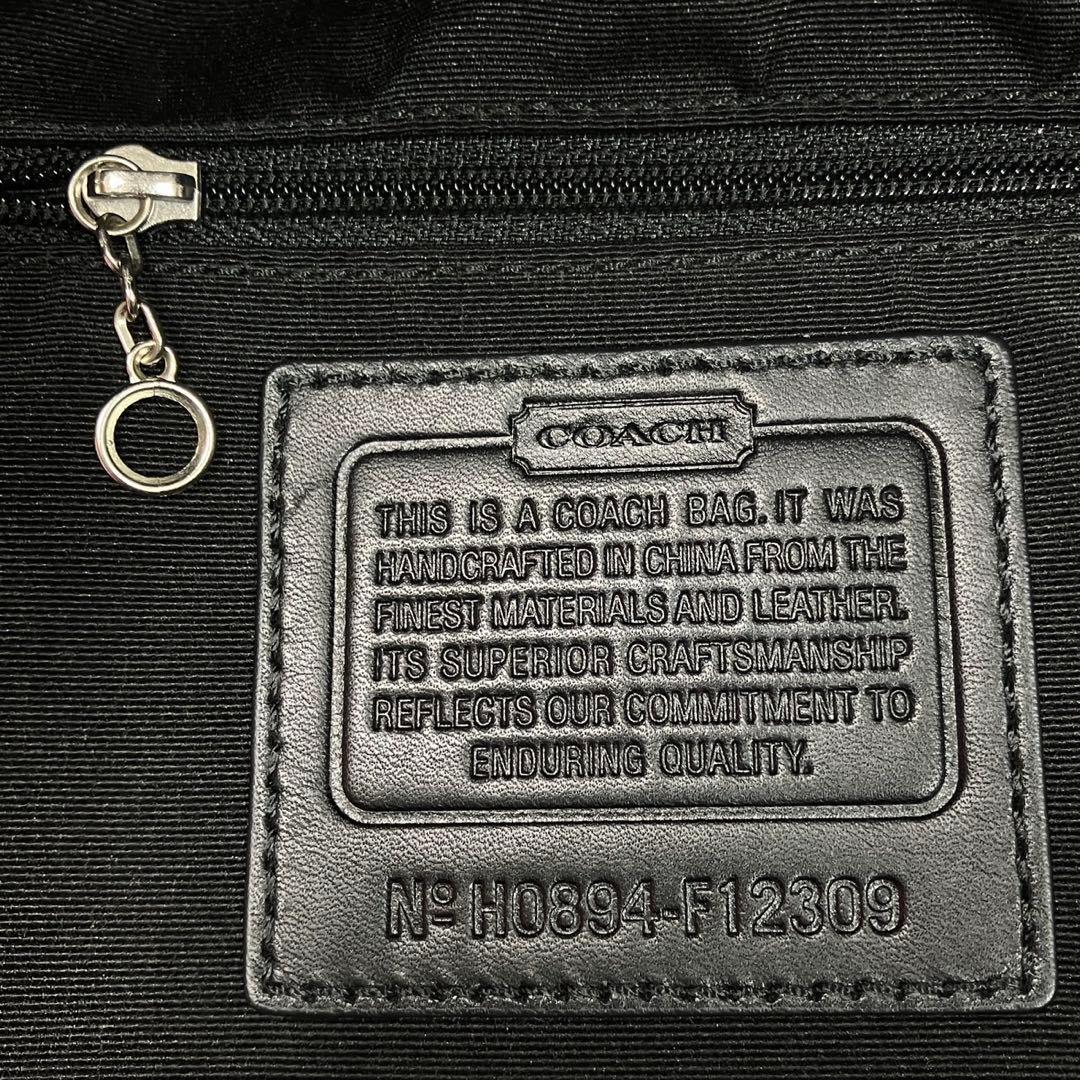 COACH
THIS IS A COACH BAG. IT WAS
HANDCRAFTED IN CHINA FROM THE
FINEST MATERIALS AND LEATHER.
ITS SUPERIOR CRAFTSMANSHIP
REFLECTS OUR COMMITMENT TO
ENDURING QUALITY.
Nº H0894-F12309